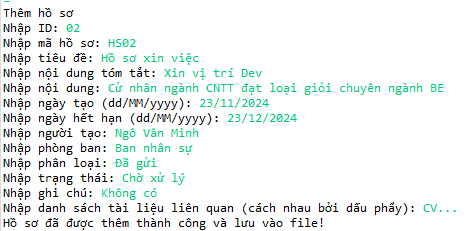 Thêm hồ sơ
Nhập ID: 02
Nhập mã hồ sơ: HS02
Nhập tiêu đề: Hồ sơ xin việc
Nhập nội dung tóm tắt: Xin vị trí Dev
Nhập nội dung: Cử nhân ngành CNTT đạt loại giỏi chuyên ngành BE
Nhập ngày tạo (dd/MM/yyyy): 23/11/2024
Nhập ngày hết hạn (dd/MM/yyyy): 23/12/2024
Nhập người tạo: Ngô Văn Minh
Nhập phòng ban: Ban nhân sự
Nhập phân loại: Đã gửi
Nhập trạng thái: Chờ xử lý
Nhập ghi chú: Không có
Nhập danh sách tài liệu liên quan (cách nhau bởi dấu phẩy): CV...
Hồ sơ đã được thêm thành công và lưu vào file!